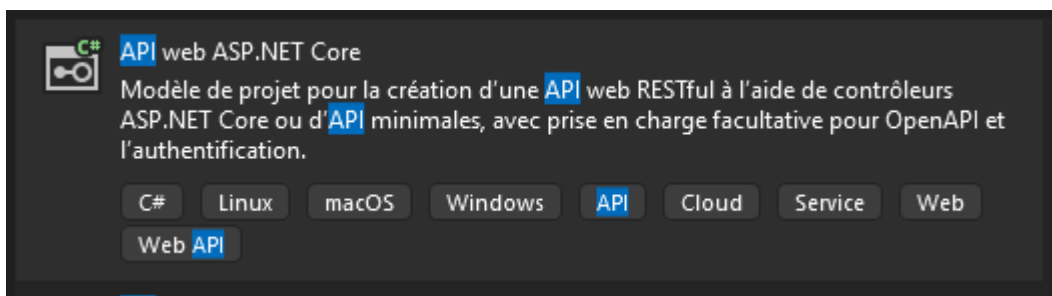 C#
API web ASP.NET Core
Modèle de projet pour la création d'une API web RESTful à l'aide de contrôleurs
ASP.NET Core ou d'API minimales, avec prise en charge facultative pour OpenAPI et
l'authentification.
C# Linux macOS Windows API Cloud Service Web
Web API